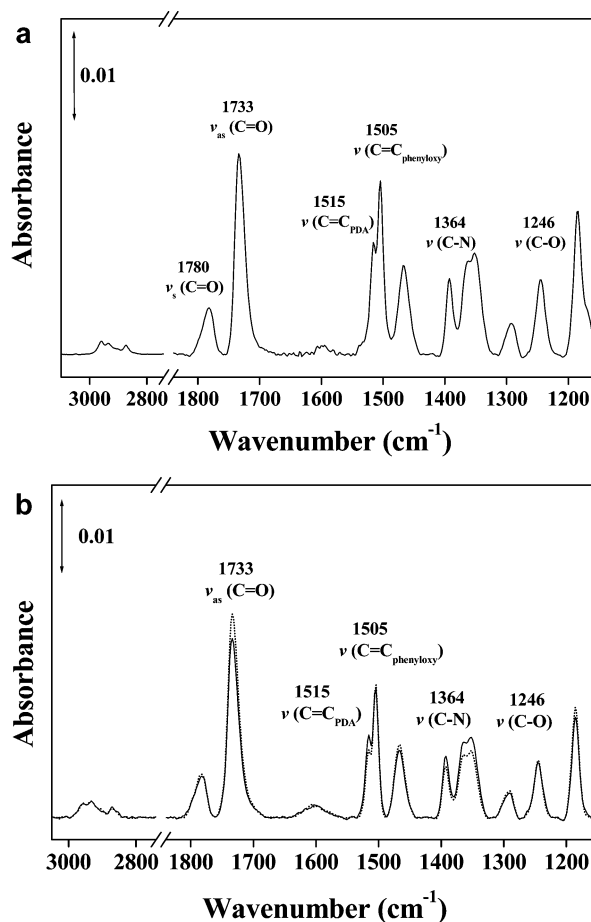 a
0.01
1733
νas (C=O)
1505
ν (C=Cphenyloxy)
1515
ν (C=CPDA)
1364
ν (C-N)
1246
ν (C-O)
1780
νs (C=O)
Absorbance
3000 2800 1800 1700 1600 1500 1400 1300 1200
Wavenumber (cm-1)
b
0.01
1733
νas (C=O)
1505
ν (C=Cphenyloxy)
1515
ν (C=CPDA)
1364
ν (C-N)
1246
ν (C-O)
Absorbance
3000 2800 1800 1700 1600 1500 1400 1300 1200
Wavenumber (cm-1)